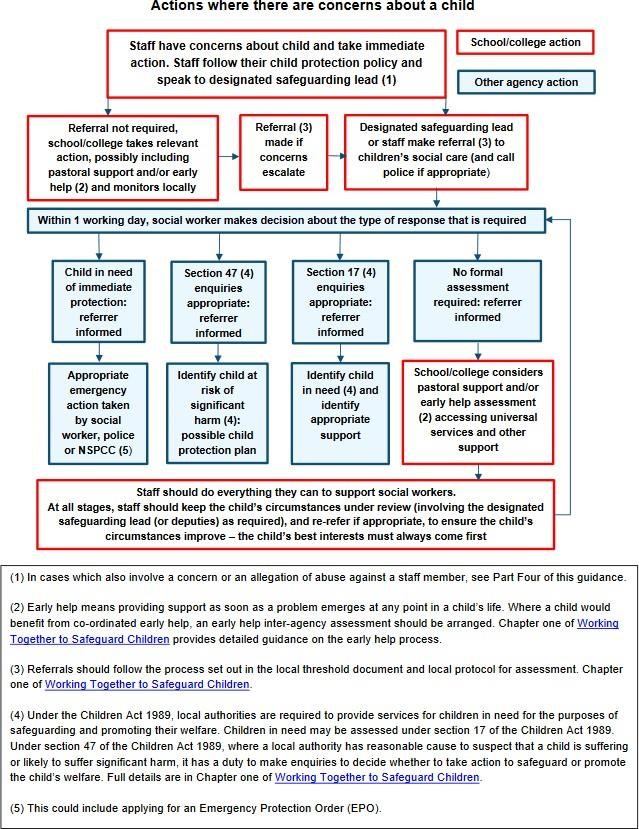 Actions where there are concerns about a child
Staff have concerns about child and take immediate
action. Staff follow their child protection policy and
speak to designated safeguarding lead (1)
School/college action
Other agency action
Referral not required,
school/college takes relevant
action, possibly including
pastoral support and/or early
help (2) and monitors locally
Referral (3)
made if
concerns
escalate
Designated safeguarding lead
or staff make referral (3) to
children's social care (and call
police if appropriate)
Within 1 working day, social worker makes decision about the type of response that is required
Child in need
of immediate
protection:
referrer
informed
Section 47 (4)
enquiries
appropriate:
referrer
informed
Section 17 (4)
enquiries
appropriate:
referrer
informed
No formal
assessment
required: referrer
informed
Appropriate
emergency
action taken
by social
worker, police
or NSPCC (5)
Identify child at
risk of
significant
harm (4):
possible child
protection plan
Identify child
in need (4) and
identify
appropriate
support
School/college considers
pastoral support and/or
early help assessment
(2) accessing universal
services and other
support
Staff should do everything they can to support social workers.
At all stages, staff should keep the child's circumstances under review (involving the designated
safeguarding lead (or deputies) as required), and re-refer if appropriate, to ensure the child's
circumstances improve – the child's best interests must always come first
(1) In cases which also involve a concern or an allegation of abuse against a staff member, see Part Four of this guidance.
(2) Early help means providing support as soon as a problem emerges at any point in a child's life. Where a child would
benefit from co-ordinated early help, an early help inter-agency assessment should be arranged. Chapter one of Working
Together to Safeguard Children provides detailed guidance on the early help process.
(3) Referrals should follow the process set out in the local threshold document and local protocol for assessment. Chapter
one of Working Together to Safeguard Children.
(4) Under the Children Act 1989, local authorities are required to provide services for children in need for the purposes of
safeguarding and promoting their welfare. Children in need may be assessed under section 17 of the Children Act 1989.
Under section 47 of the Children Act 1989, where a local authority has reasonable cause to suspect that a child is suffering
or likely to suffer significant harm, it has a duty to make enquiries to decide whether to take action to safeguard or promote
the child's welfare. Full details are in Chapter one of Working Together to Safeguard Children.
(5) This could include applying for an Emergency Protection Order (EPO).